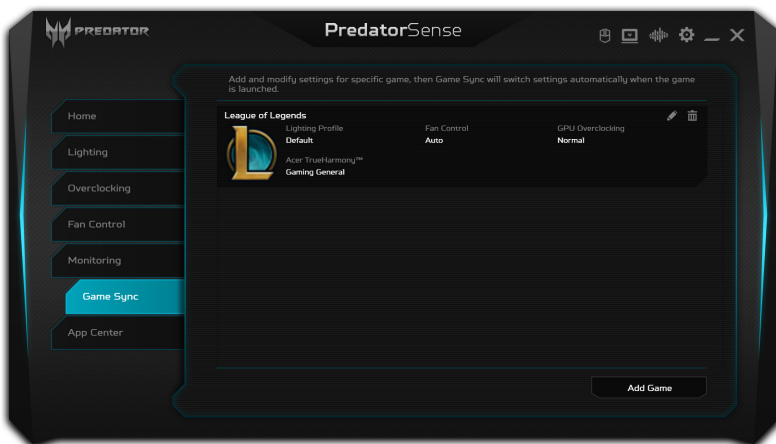 PREDATOR
PredatorSense
Add and modify settings for specific game, then Game Sync will switch settings automatically when the game
is launched.
Home
Lighting
Overclocking
Fan Control
Monitoring
Game Sync
App Center
League of Legends
Lighting Profile
Default
Fan Control
Auto
GPU Overclocking
Normal
Acer TrueHarmony™
Gaming General
Add Game